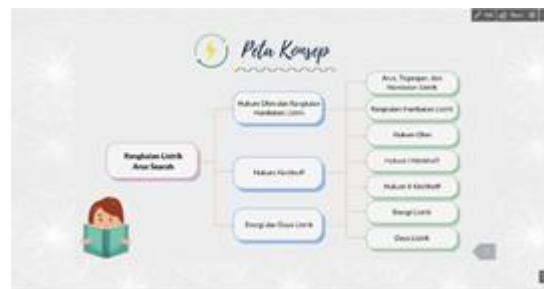 Peta Konsep
Rangkaian Listrik
Arus Searah
Hukum Ohm dan Rangkaian
Hambatan Listrik
Hukum Kirchhoff
Energi dan Daya Listrik
Arus, Tegangan, dan
Hambatan Listrik
Rangkaian Hambatan Listrik
Hukum Ohm
Hukum I Kirchhoff
Hukum II Kirchhoff
Energi Listrik
Daya Listrik